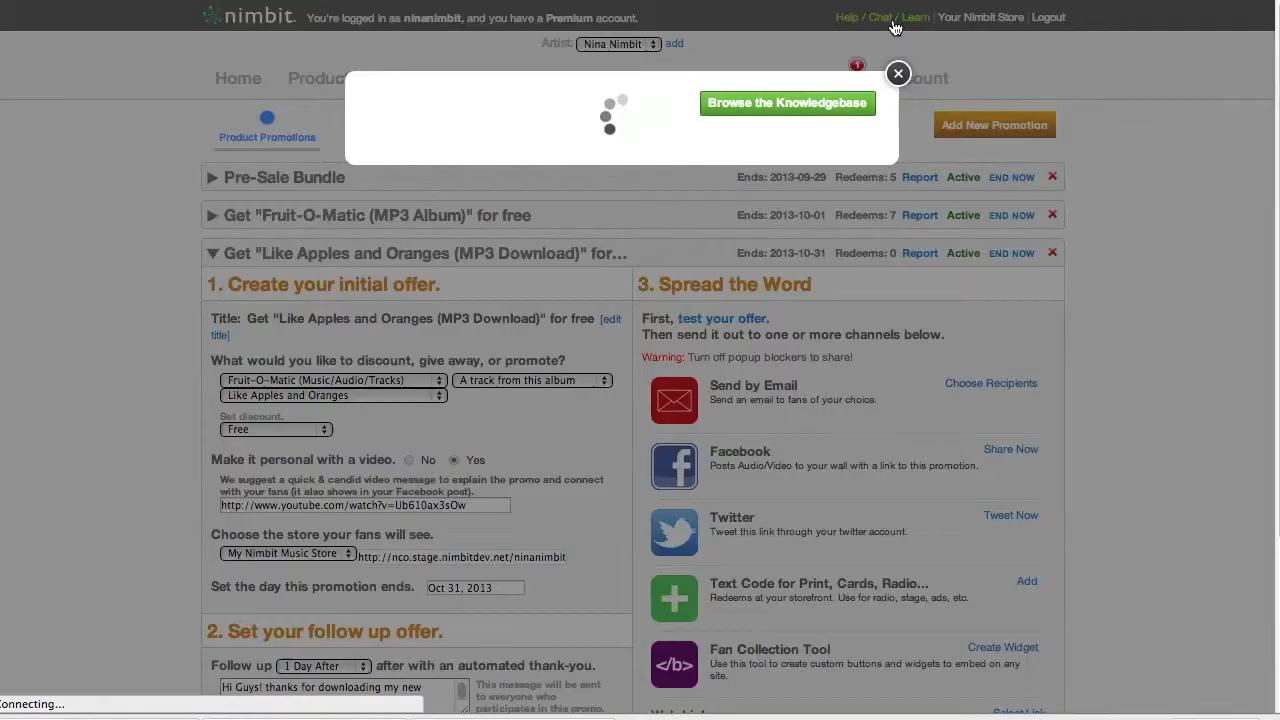 nimbit. You're logged in as ninanimbit, and you have a Premium account. Help / Chat / Learn | Your Nimbit Store | Logout
Artist: Nina Nimbit add
1
Home
Browse the Knowledgebase
Product Promotions
Add New Promotion
Pre-Sale Bundle Ends: 2013-09-29 Redeems: 5 Report Active END NOW
Get "Fruit-O-Matic (MP3 Album)" for free Ends: 2013-10-01 Redeems: 7 Report Active END NOW
Get "Like Apples and Oranges (MP3 Download)" for... Ends: 2013-10-31 Redeems: 0 Report Active END NOW
1. Create your initial offer.
Title: Get "Like Apples and Oranges (MP3 Download)" for free [edit
title]
What would you like to discount, give away, or promote?
Fruit-O-Matic (Music/Audio/Tracks) A track from this album
Like Apples and Oranges
Set discount.
Free
Make it personal with a video. No Yes
We suggest a quick & candid video message to explain the promo and connect
with your fans (it also shows in your Facebook post).
http://www.youtube.com/watch?v=Ub610ax3sOw
Choose the store your fans will see.
My Nimbit Music Store http://nco.stage.nimbitdev.net/ninanimbit
Set the day this promotion ends. Oct 31, 2013
2. Set your follow up offer.
Follow up 1 Day After after with an automated thank-you.
Hi Guys! thanks for downloading my new
This message will be sent
to everyone who
participates in this promo.
3. Spread the Word
First, test your offer.
Then send it out to one or more channels below.
Warning: Turn off popup blockers to share!
Send by Email Choose Recipients
Send an email to fans of your choice.
Facebook Share Now
Posts Audio/Video to your wall with a link to this promotion.
Twitter Tweet Now
Tweet this link through your twitter account.
Text Code for Print, Cards, Radio... Add
Redeems at your storefront. Use for radio, stage, ads, etc.
Fan Collection Tool Create Widget
Use this tool to create custom buttons and widgets to embed on any
site.
Select Link
Connecting...